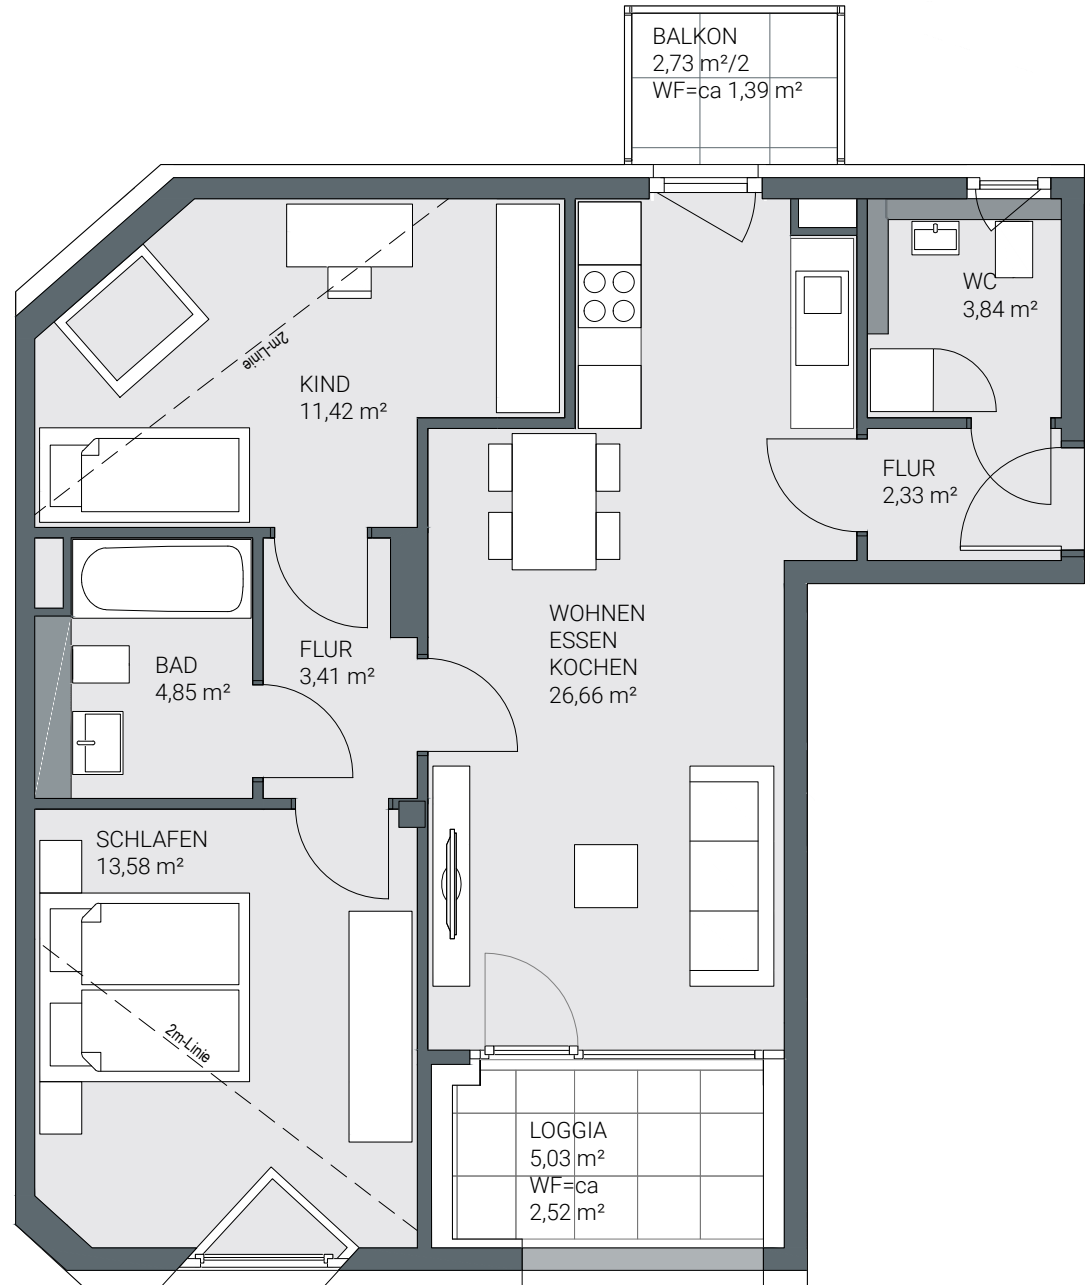 BALKON
2,73 m²/2
WF=ca 1,39 m²
WC
3,84 m²
2m-Linie
KIND
11,42 m²
FLUR
2,33 m²
WOHNEN
ESSEN
KOCHEN
26,66 m²
FLUR
3,41 m²
BAD
4,85 m²
SCHLAFEN
13,58 m²
2m-Linie
LOGGIA
5,03 m²
WF=ca
2,52 m²